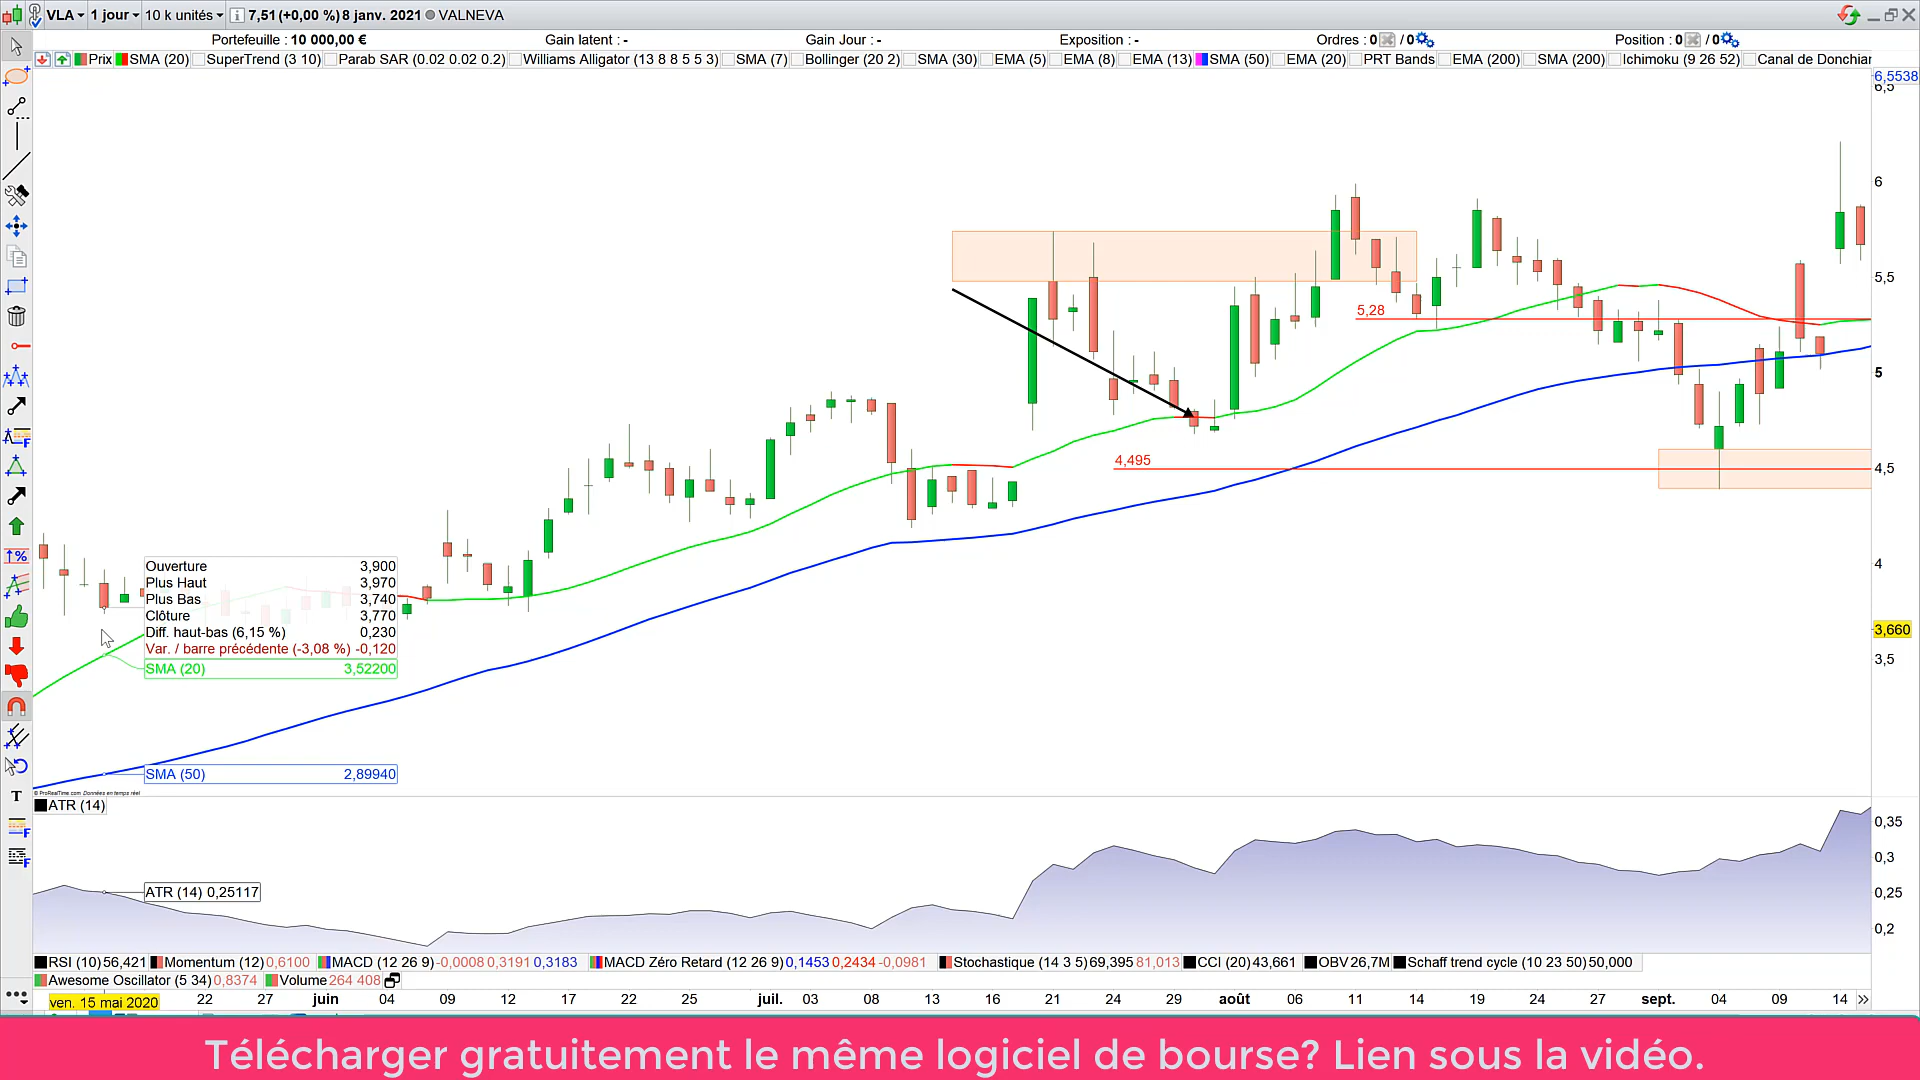 VLA 1 jour 10 k unités 7,51 (+0,00 %) 8 janv. 2021 VALNEVA
Portefeuille : 10 000,00 € Gain latent : - Gain Jour : - Exposition : - Ordres : 0 / 0 Position : 0 / 0
Prix SMA (20) SuperTrend (3 10) Parab SAR (0.02 0.02 0.2) Williams Alligator (13 8 8 5 5 3) SMA (7) Bollinger (20 2) SMA (30) EMA (5) EMA (8) EMA (13) SMA (50) EMA (20) PRT Bands EMA (200) SMA (200) Ichimoku (9 26 52) Canal de Donchian
6,5538
6,5
6
5,5
5,28
5
4,495
4,5
4
Ouverture 3,900
Plus Haut 3,970
Plus Bas 3,740
Clôture 3,770
Diff. haut-bas (6,15 %) 0,230
Var. / barre précédente (-3,08 %) -0,120
SMA (20) 3,52200
3,660
3,5
SMA (50) 2,89940
© ProRealTime.com Données en temps réel
ATR (14)
0,35
0,3
0,25
0,2
ATR (14) 0,25117
RSI (10) 56,421 Momentum (12) 0,6100 MACD (12 26 9) -0,0008 0,3191 0,3183 MACD Zéro Retard (12 26 9) 0,1453 0,2434 -0,0981 Stochastique (14 3 5) 69,395 81,013 CCI (20) 43,661 OBV 26,7M Schaff trend cycle (10 23 50) 50,000
Awesome Oscillator (5 34) 0,8374 Volume 264 408
ven. 15 mai 2020 22 27 juin 04 09 12 17 22 25 juil. 03 08 13 16 21 24 29 août 06 11 14 19 24 27 sept. 04 09 14
Télécharger gratuitement le même logiciel de bourse? Lien sous la vidéo.